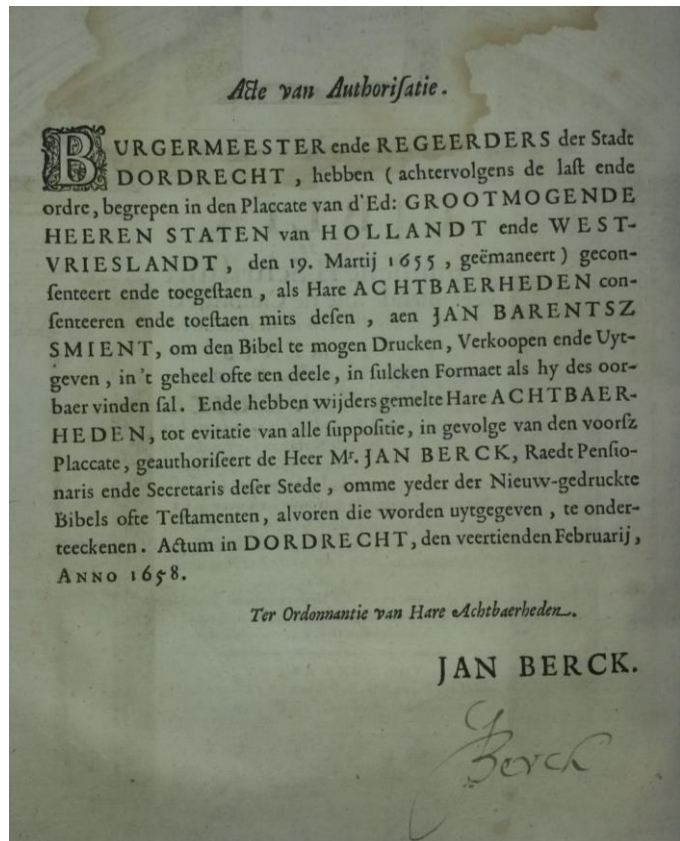 Acte van Authorisatie.
BURGERMEESTER ende REGEERDERS der Stadt
DORDRECHT, hebben (achtervolgens de last ende
ordre, begrepen in den Placcate van d'Ed: GROOTMOGENDE
HEEREN STATEN van HOLLANDT ende WEST-
VRIESLANDT, den 19. Martij 1655, geëmaneert) gecon-
senteert ende toegestaen, als Hare ACHTBAERHEDEN con-
senteeren ende toestaen mits desen, aen JAN BARENTSZ
SMIENT, om den Bibel te mogen Drucken, Verkoopen ende Uyt-
geven, in't geheel ofte ten deele, in sulcken Formaet als hy des oor-
baer vinden sal. Ende hebben wijders gemelte Hare ACHTBAER-
HEDEN, tot evitatie van alle suppositie, in gevolge van den voorsz
Placcate, geauthoriseert de Heer Mr. JAN BERCK, Raedt Pensio-
naris ende Secretaris deser Stede, omme yeder der Nieuw-gedruckte
Bibels ofte Testamenten, alvoren die worden uytgegeven, te onder-
teeckenen. Actum in DORDRECHT, den veertienden Februarij,
ANNO 1658.
Ter Ordonnantie van Hare Achtbaerheden.
JAN BERCK.
J Berck